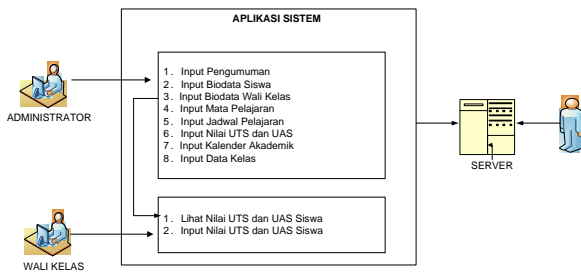 APLIKASI SISTEM
1. Input Pengumuman
2. Input Biodata Siswa
3. Input Biodata Wali Kelas
4. Input Mata Pelajaran
5. Input Jadwal Pelajaran
6. Input Nilai UTS dan UAS
7. Input Kalender Akademik
8. Input Data Kelas
ADMINISTRATOR
SERVER
1. Lihat Nilai UTS dan UAS Siswa
2. Input Nilai UTS dan UAS Siswa
WALI KELAS